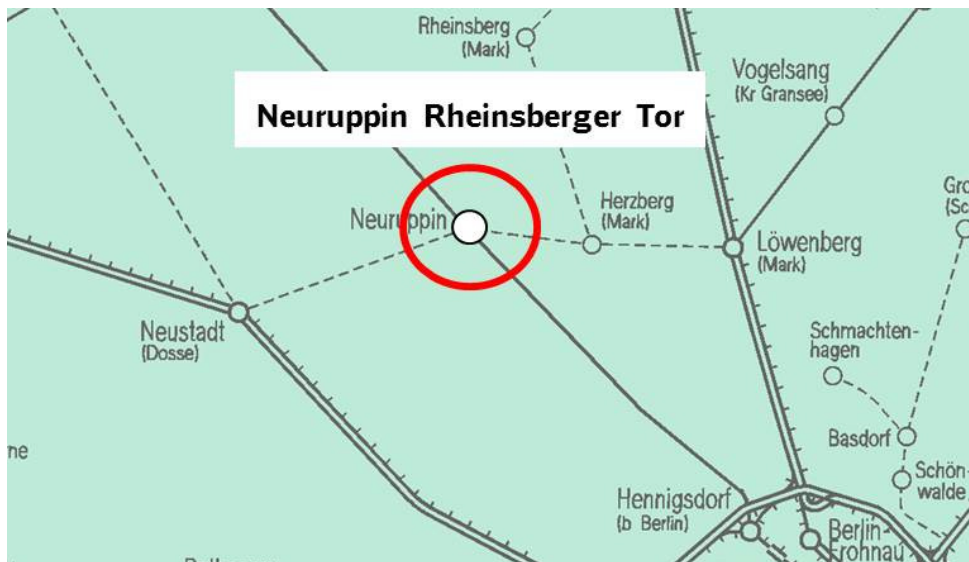 Rheinsberg
(Mark)
Vogelsang
(Kr Gransee)
Neuruppin Rheinsberger Tor
Neuruppin
Herzberg
(Mark)
Löwenberg
(Mark)
Neustadt
(Dosse)
Schmachten-
hagen
Basdorf
Schön-
walde
Hennigsdorf
(b Berlin)
Berlin-
Frohnau